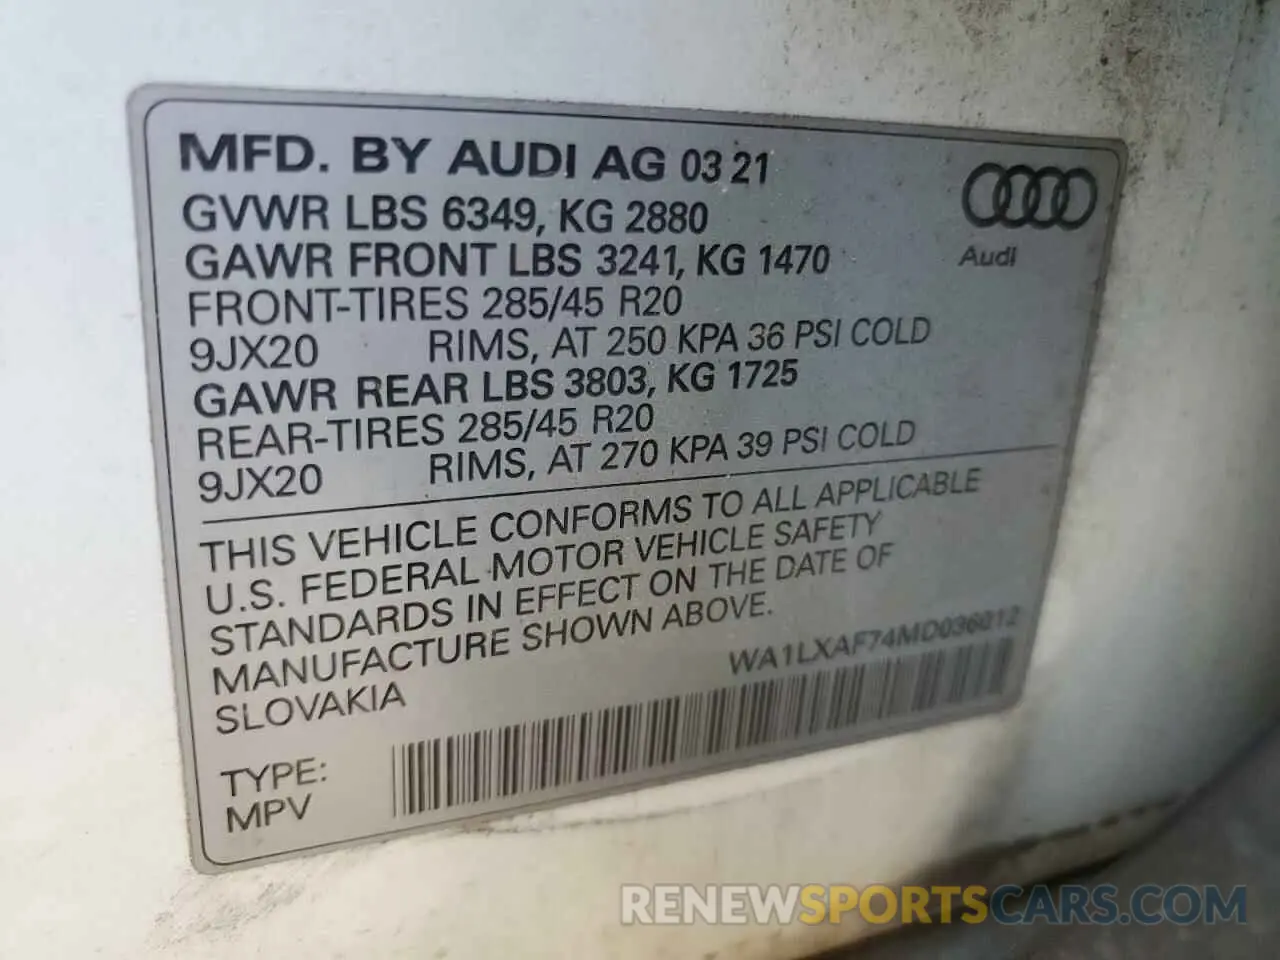 MFD. BY AUDI AG 03 21
GVWR LBS 6349, KG 2880
GAWR FRONT LBS 3241, KG 1470
FRONT-TIRES 285/45 R20
9JX20 RIMS, AT 250 KPA 36 PSI COLD
GAWR REAR LBS 3803, KG 1725
REAR-TIRES 285/45 R20
9JX20 RIMS, AT 270 KPA 39 PSI COLD
Audi
THIS VEHICLE CONFORMS TO ALL APPLICABLE
U.S. FEDERAL MOTOR VEHICLE SAFETY
STANDARDS IN EFFECT ON THE DATE OF
MANUFACTURE SHOWN ABOVE.
SLOVAKIA
WA1LXAF74MD036012
TYPE:
MPV
RENEWSPORTSCARS.COM